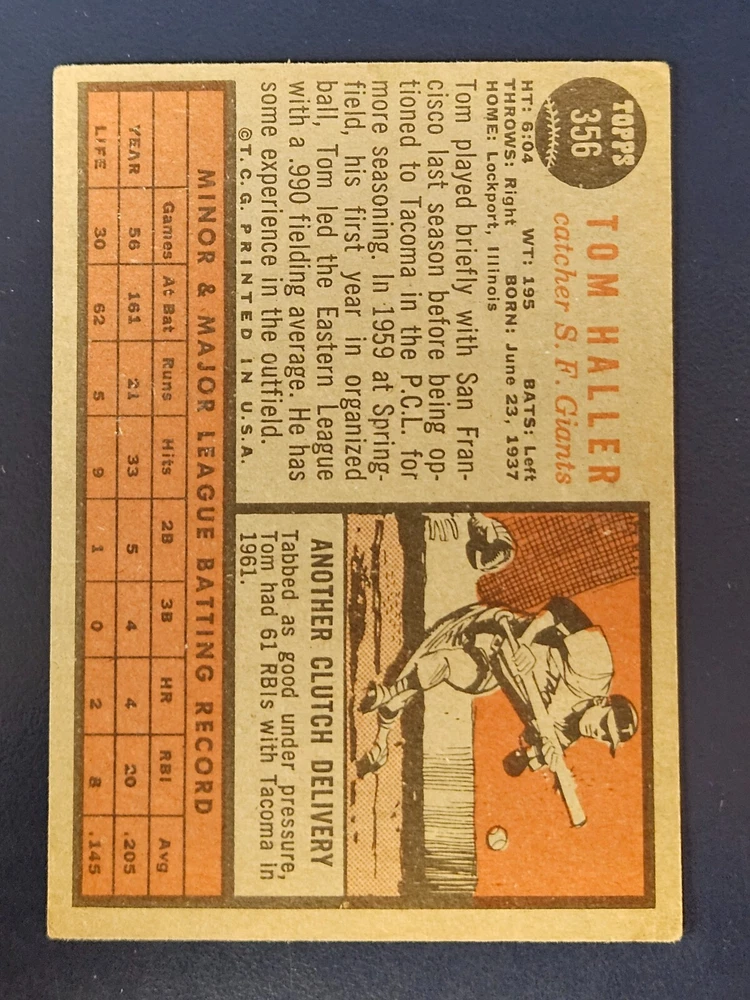 TOPPS
356
TOM HALLER
catcher S. F. Giants
HT: 6:04 WT: 195 BATS: Left
THROWS: Right BORN: June 23, 1937
HOME: Lockport, Illinois
Tom played briefly with San Fran-
cisco last season before being op-
tioned to Tacoma in the P.C.L. for
more seasoning. In 1959 at Spring-
field, his first year in organized
ball, Tom led the Eastern League
with a .990 fielding average. He has
some experience in the outfield.
©T.C.G. PRINTED IN U.S.A.
TAC
ANOTHER CLUTCH DELIVERY
Tabbed as good under pressure,
Tom had 61 RBIs with Tacoma in
1961.
MINOR & MAJOR LEAGUE BATTING RECORD
Games At Bat Runs Hits 2B 3B HR RBI Avg
YEAR 56 161 21 33 5 4 4 20 .205
LIFE 30 62 5 9 1 0 2 8 .145